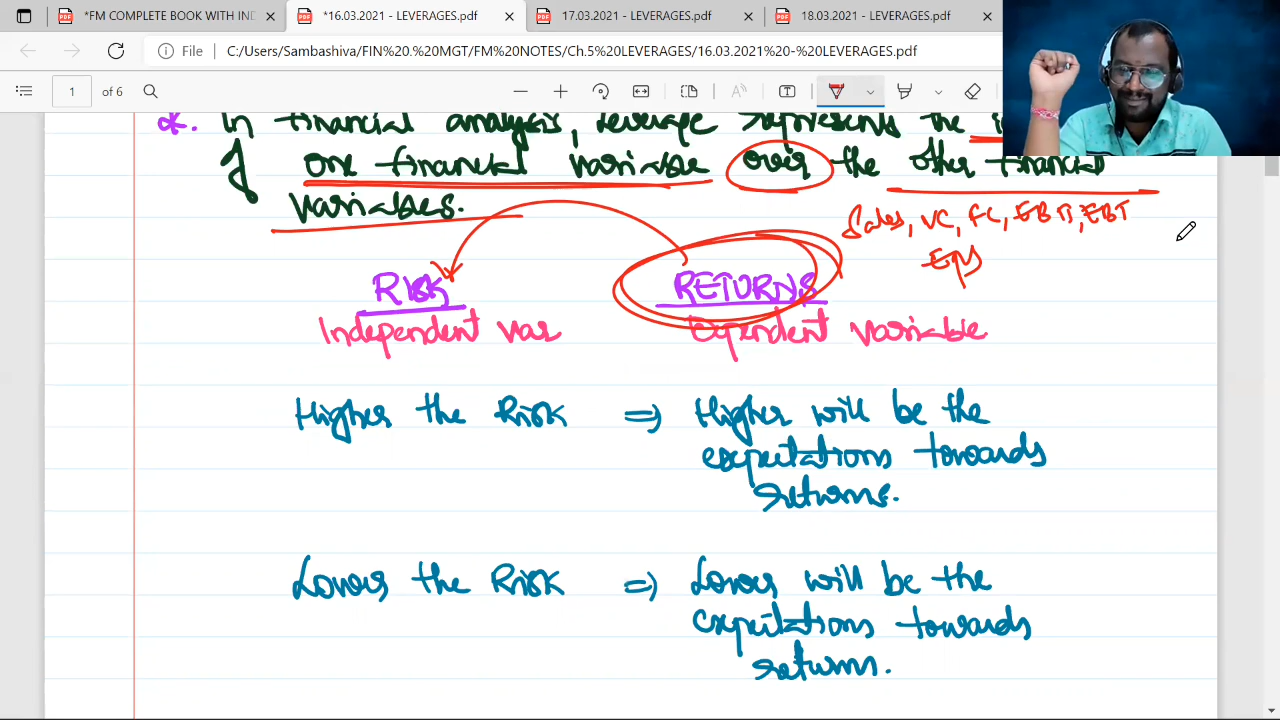 *FM COMPLETE BOOK WITH IND
*16.03.2021 - LEVERAGES.pdf
17.03.2021 - LEVERAGES.pdf
18.03.2021 - LEVERAGES.pdf
File
C:/Users/Sambashiva/FIN%20.%20MGT/FM%20NOTES/Ch.5%20LEVERAGES/16.03.2021%20-%20LEVERAGES.pdf
1 of 6
*. In financial analysis, leverage represents the
of one financial variable over the other financial
variables.
Sales, VC, FC, EBIT, EBT
EPS
RISK RETURNS
Independent var Dependent variable
Higher the Risk ⇒ Higher will be the
expectations towards
returns.
Lower the Risk ⇒ Lower will be the
expectations towards
returns.